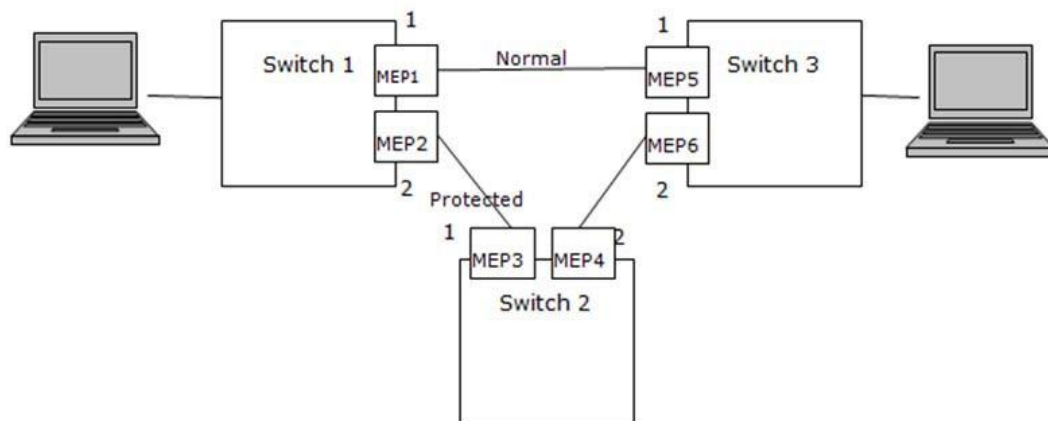 1
1
Switch 1
Normal
Switch 3
MEP1
MEP5
MEP2
MEP6
2
2
Protected
1
2
MEP3
MEP4
Switch 2